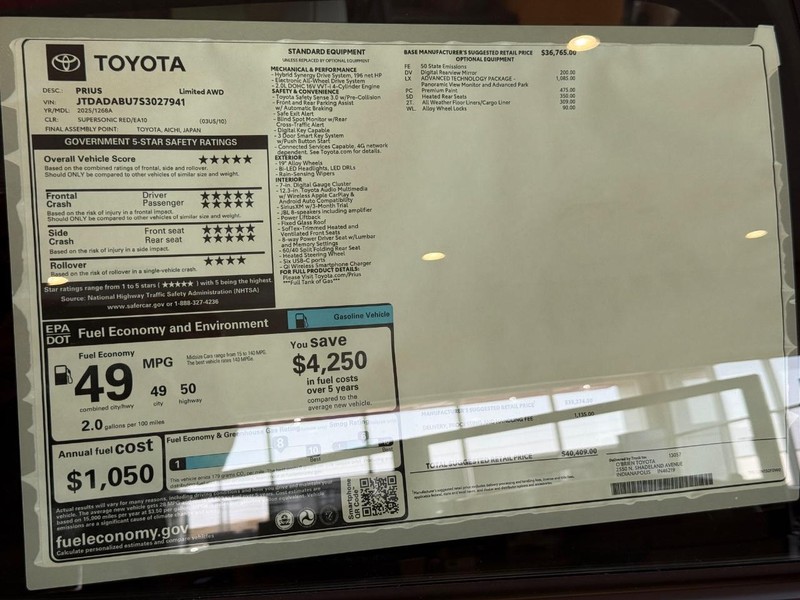 TOYOTA
DESC.: PRIUS Limited AWD
VIN: JTDADABU7S3027941
YR/MDL: 2025/1266A
CLR: SUPERSONIC RED/EA10 (03US/10)
FINAL ASSEMBLY POINT: TOYOTA, AICHI, JAPAN
GOVERNMENT 5-STAR SAFETY RATINGS
Overall Vehicle Score ★★★★★
Based on the combined ratings of frontal, side and rollover.
Should ONLY be compared to other vehicles of similar size and weight.
Frontal Driver ★★★★★
Crash Passenger ★★★★★
Based on the risk of injury in a frontal impact.
Should ONLY be compared to other vehicles of similar size and weight.
Side Front seat ★★★★★
Crash Rear seat ★★★★★
Based on the risk of injury in a side impact.
Rollover ★★★★
Based on the risk of rollover in a single-vehicle crash.
Star ratings range from 1 to 5 stars (★★★★★) with 5 being the highest.
Source: National Highway Traffic Safety Administration (NHTSA)
www.safercar.gov or 1-888-327-4236
STANDARD EQUIPMENT
UNLESS REPLACED BY OPTIONAL EQUIPMENT
MECHANICAL & PERFORMANCE
- Hybrid Synergy Drive System, 196 net HP
- Electronic All-Wheel Drive System
- 2.0L DOHC 16V VVT-i 4-Cylinder Engine
SAFETY & CONVENIENCE
- Toyota Safety Sense 3.0 w/Pre-Collision
- Front and Rear Parking Assist
w/ Automatic Braking
- Safe Exit Alert
- Blind Spot Monitor w/Rear
Cross-Traffic Alert
- Digital Key Capable
- 3 Door Smart Key System
w/Push Button Start
- Connected Services Capable, 4G network
dependent. See Toyota.com for details.
EXTERIOR
- 19" Alloy Wheels
- Bi-LED Headlights, LED DRLs
- Rain-Sensing Wipers
INTERIOR
- 7-in. Digital Gauge Cluster
- 12.3-in. Toyota Audio Multimedia
w/ Wireless Apple CarPlay &
Android Auto Compatibility
- SiriusXM w/3-Month Trial
- JBL 8-speakers including amplifier
- Power Liftback
- Fixed Glass Roof
- SofTex-Trimmed Heated and
Ventilated Front Seats
- 8-way Power Driver Seat w/Lumbar
and Memory Settings
- 60/40 Split Folding Rear Seat
- Heated Steering Wheel
- Six USB-C ports
- Qi Wireless Smartphone Charger
FOR FULL PRODUCT DETAILS:
Please Visit Toyota.com/Prius
***Full Tank of Gas***
BASE MANUFACTURER'S SUGGESTED RETAIL PRICE $36,765.00
OPTIONAL EQUIPMENT
FE 50 State Emissions
DV Digital Rearview Mirror 200.00
LX ADVANCED TECHNOLOGY PACKAGE - 1,085.00
Panoramic View Monitor and Advanced Park
PC Premium Paint 475.00
SD Heated Rear Seats 350.00
2T. All Weather Floor Liners/Cargo Liner 309.00
WL. Alloy Wheel Locks 90.00
EPA
DOT
Fuel Economy and Environment
Gasoline Vehicle
Fuel Economy
49 MPG
combined city/hwy
49 city
50 highway
2.0 gallons per 100 miles
You save
$4,250
in fuel costs
over 5 years
compared to the
average new vehicle.
Annual fuel cost
$1,050
Smartphone
QR Code
fueleconomy.gov
Calculate personalized estimates and compare vehicles
TOTAL SUGGESTED RETAIL PRICE $40,409.00
O'BRIEN TOYOTA
INDIANAPOLIS